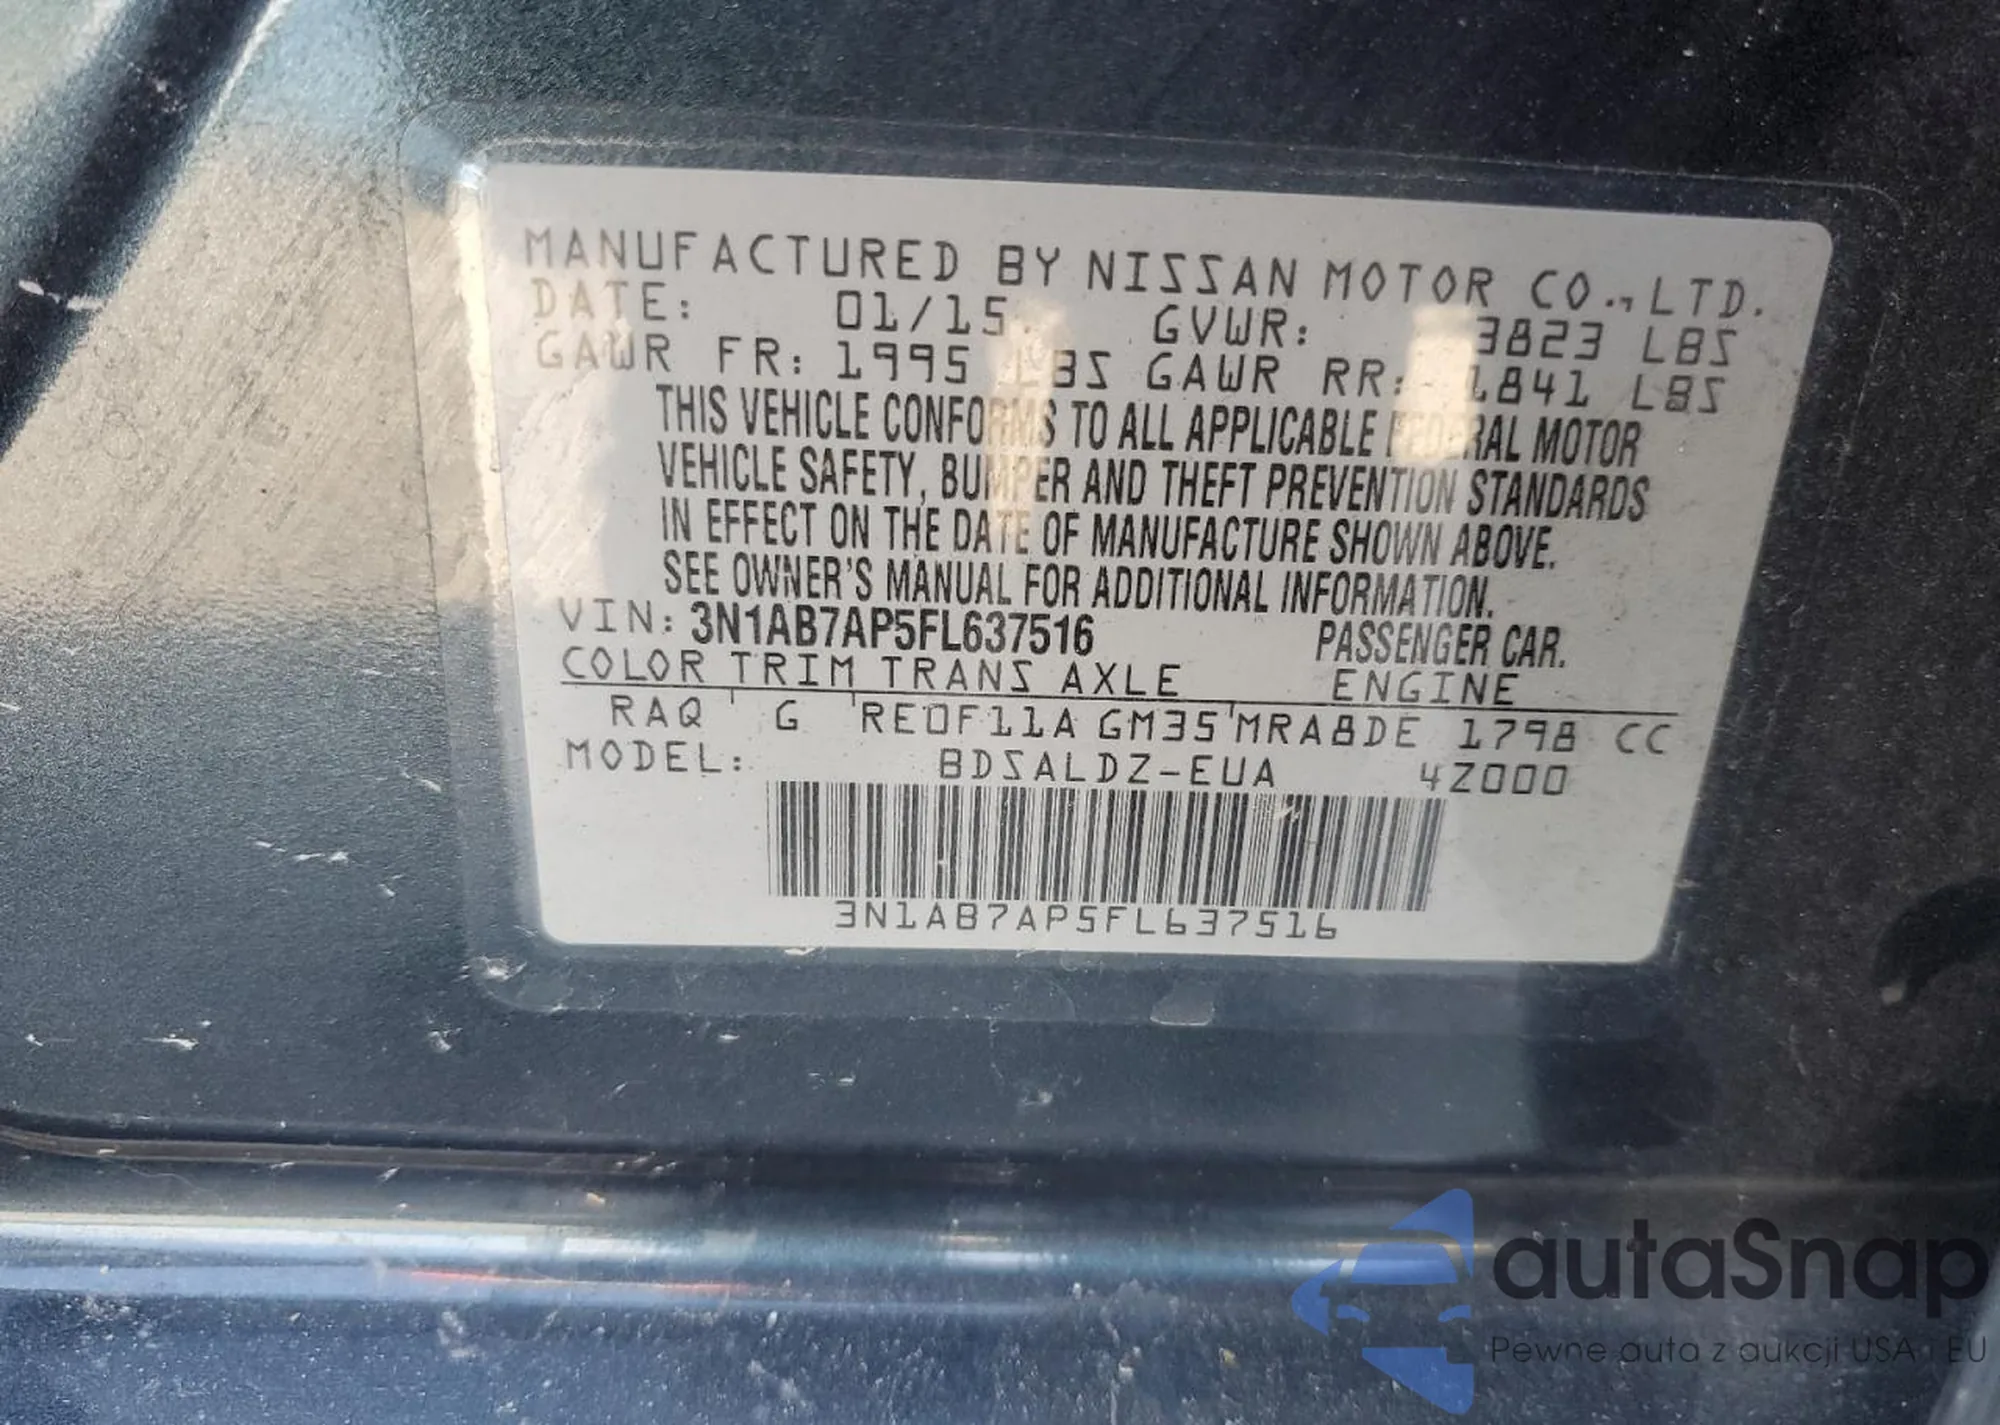 MANUFACTURED BY NISSAN MOTOR CO.,LTD.
DATE: 01/15 GVWR: 3823 LBS
GAWR FR: 1995 LBS GAWR RR: 1841 LBS
THIS VEHICLE CONFORMS TO ALL APPLICABLE FEDERAL MOTOR
VEHICLE SAFETY, BUMPER AND THEFT PREVENTION STANDARDS
IN EFFECT ON THE DATE OF MANUFACTURE SHOWN ABOVE.
SEE OWNER'S MANUAL FOR ADDITIONAL INFORMATION.
VIN: 3N1AB7AP5FL637516 PASSENGER CAR.
COLOR TRIM TRANS AXLE ENGINE
RAQ G RE0F11A GM35 MRA8DE 1798 CC
MODEL: BDSALDZ-EUA 4Z000
3N1AB7AP5FL637516
autaSnap
Pewne auta z aukcji USA i EU